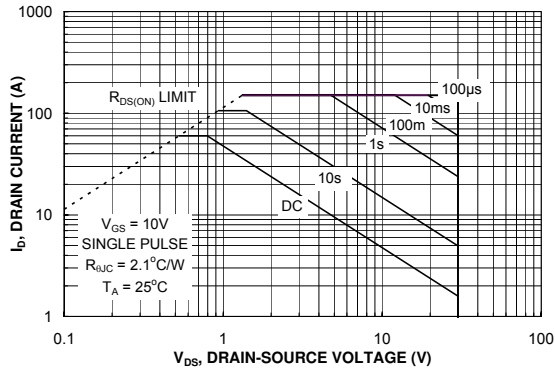 1000
100
10
1
I_D, DRAIN CURRENT (A)
R_DS(ON) LIMIT
100µs
10ms
100m
1s
10s
DC
V_GS = 10V
SINGLE PULSE
R_θJC = 2.1°C/W
T_A = 25°C
0.1
1
10
100
V_DS, DRAIN-SOURCE VOLTAGE (V)